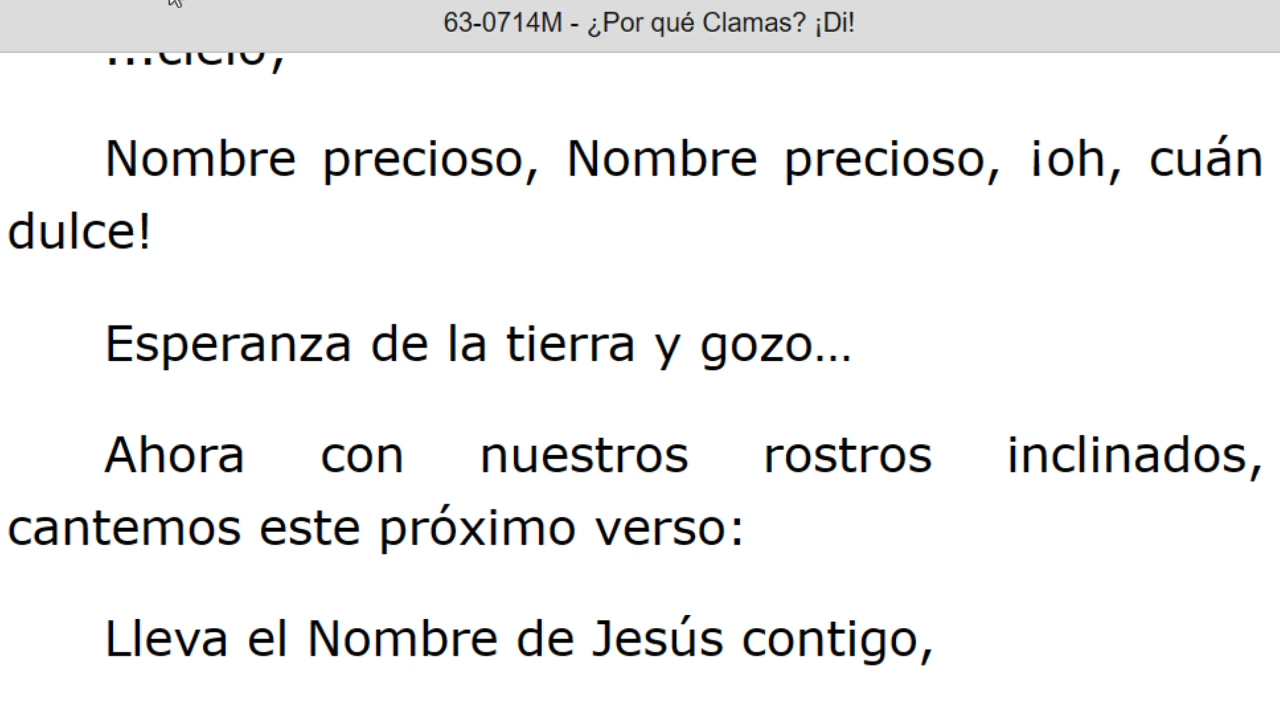 63-0714M - ¿Por qué Clamas? ¡Di!
...cielo,
Nombre precioso, Nombre precioso, ¡oh, cuán
dulce!
Esperanza de la tierra y gozo...
Ahora con nuestros rostros inclinados,
cantemos este próximo verso:
Lleva el Nombre de Jesús contigo,